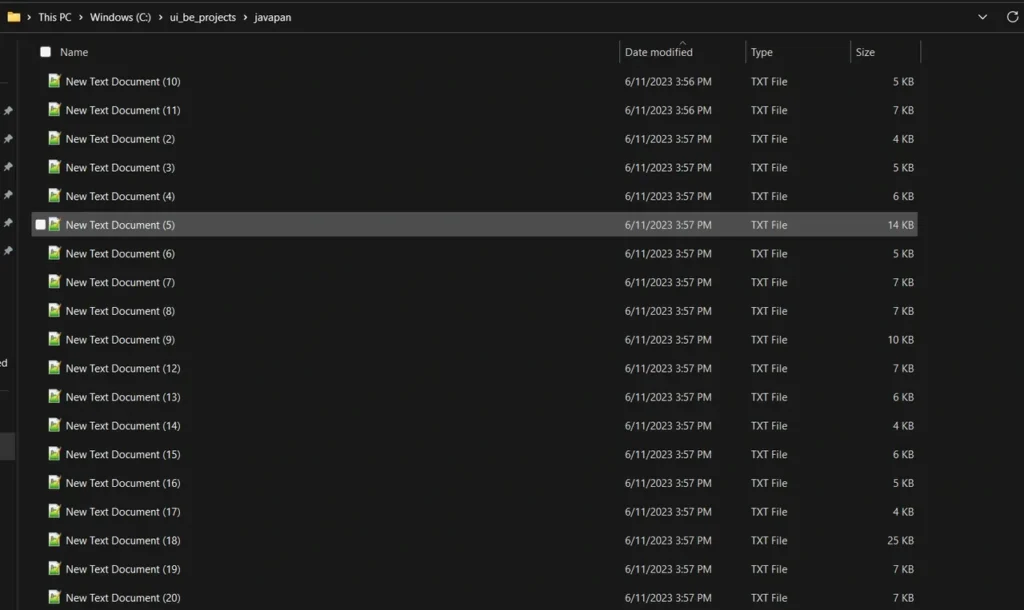 This PC > Windows (C:) > ui_be_projects > javapan
Name Date modified Type Size
New Text Document (10) 6/11/2023 3:56 PM TXT File 5 KB
New Text Document (11) 6/11/2023 3:56 PM TXT File 7 KB
New Text Document (2) 6/11/2023 3:57 PM TXT File 4 KB
New Text Document (3) 6/11/2023 3:57 PM TXT File 5 KB
New Text Document (4) 6/11/2023 3:57 PM TXT File 6 KB
New Text Document (5) 6/11/2023 3:57 PM TXT File 14 KB
New Text Document (6) 6/11/2023 3:57 PM TXT File 5 KB
New Text Document (7) 6/11/2023 3:57 PM TXT File 7 KB
New Text Document (8) 6/11/2023 3:57 PM TXT File 7 KB
New Text Document (9) 6/11/2023 3:57 PM TXT File 10 KB
ed
New Text Document (12) 6/11/2023 3:57 PM TXT File 7 KB
New Text Document (13) 6/11/2023 3:57 PM TXT File 6 KB
New Text Document (14) 6/11/2023 3:57 PM TXT File 4 KB
New Text Document (15) 6/11/2023 3:57 PM TXT File 6 KB
New Text Document (16) 6/11/2023 3:57 PM TXT File 5 KB
New Text Document (17) 6/11/2023 3:57 PM TXT File 4 KB
New Text Document (18) 6/11/2023 3:57 PM TXT File 25 KB
New Text Document (19) 6/11/2023 3:57 PM TXT File 7 KB
New Text Document (20) 6/11/2023 3:57 PM TXT File 7 KB